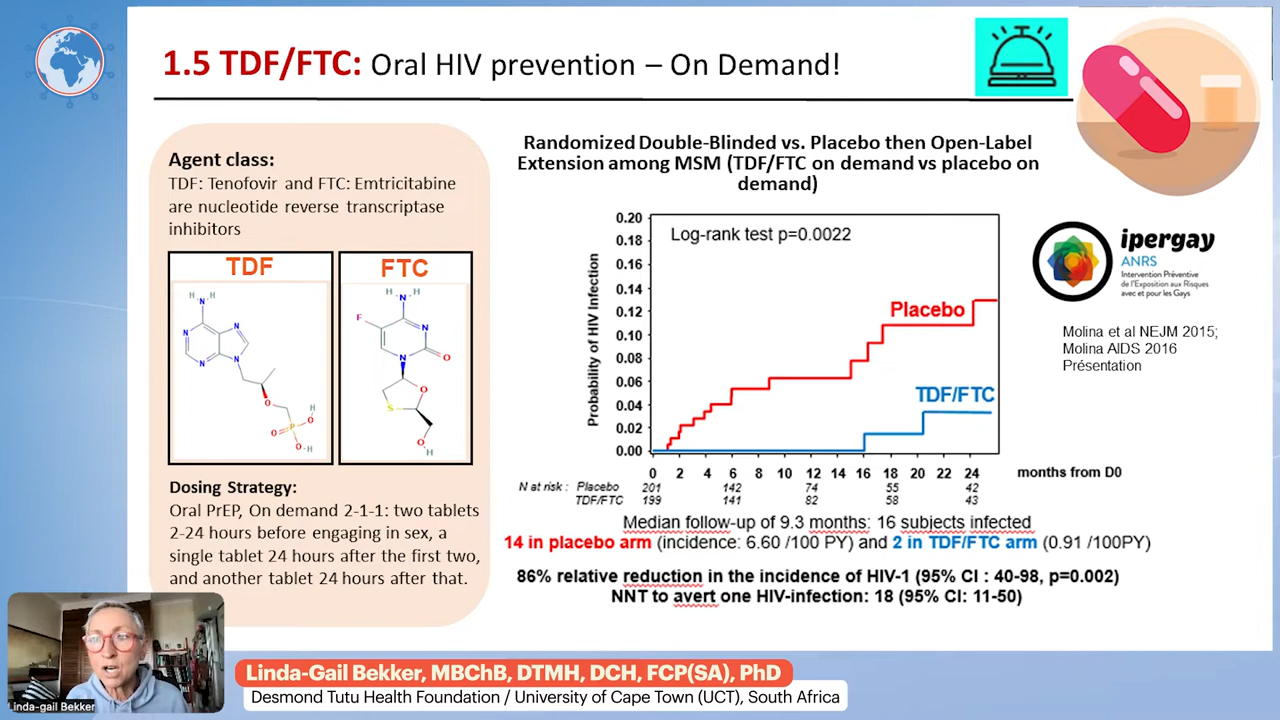 1.5 TDF/FTC: Oral HIV prevention – On Demand!
Agent class:
TDF: Tenofovir and FTC: Emtricitabine
are nucleotide reverse transcriptase
inhibitors
TDF
FTC
H H
N
N
N
N
N
O
O
P
O
H
O-H
H H
N
F
N
N
O
O
S
O
H
Dosing Strategy:
Oral PrEP, On demand 2-1-1: two tablets
2-24 hours before engaging in sex, a
single tablet 24 hours after the first two,
and another tablet 24 hours after that.
Randomized Double-Blinded vs. Placebo then Open-Label
Extension among MSM (TDF/FTC on demand vs placebo on
demand)
Probability of HIV Infection
0.20
0.18
0.16
0.14
0.12
0.10
0.08
0.06
0.04
0.02
0.00
Log-rank test p=0.0022
Placebo
TDF/FTC
0 2 4 6 8 10 12 14 16 18 20 22 24 months from D0
N at risk : Placebo 201 142 74 55 42
TDF/FTC 199 141 82 58 43
Median follow-up of 9.3 months: 16 subjects infected
14 in placebo arm (incidence: 6.60 /100 PY) and 2 in TDF/FTC arm (0.91 /100PY)
86% relative reduction in the incidence of HIV-1 (95% CI : 40-98, p=0.002)
NNT to avert one HIV-infection: 18 (95% CI: 11-50)
ipergay
ANRS
Intervention Préventive
de l'Exposition aux Risques
avec et pour les Gays
Molina et al NEJM 2015;
Molina AIDS 2016
Présentation
Linda-gail Bekker
Linda-Gail Bekker, MBChB, DTMH, DCH, FCP(SA), PhD
Desmond Tutu Health Foundation / University of Cape Town (UCT), South Africa